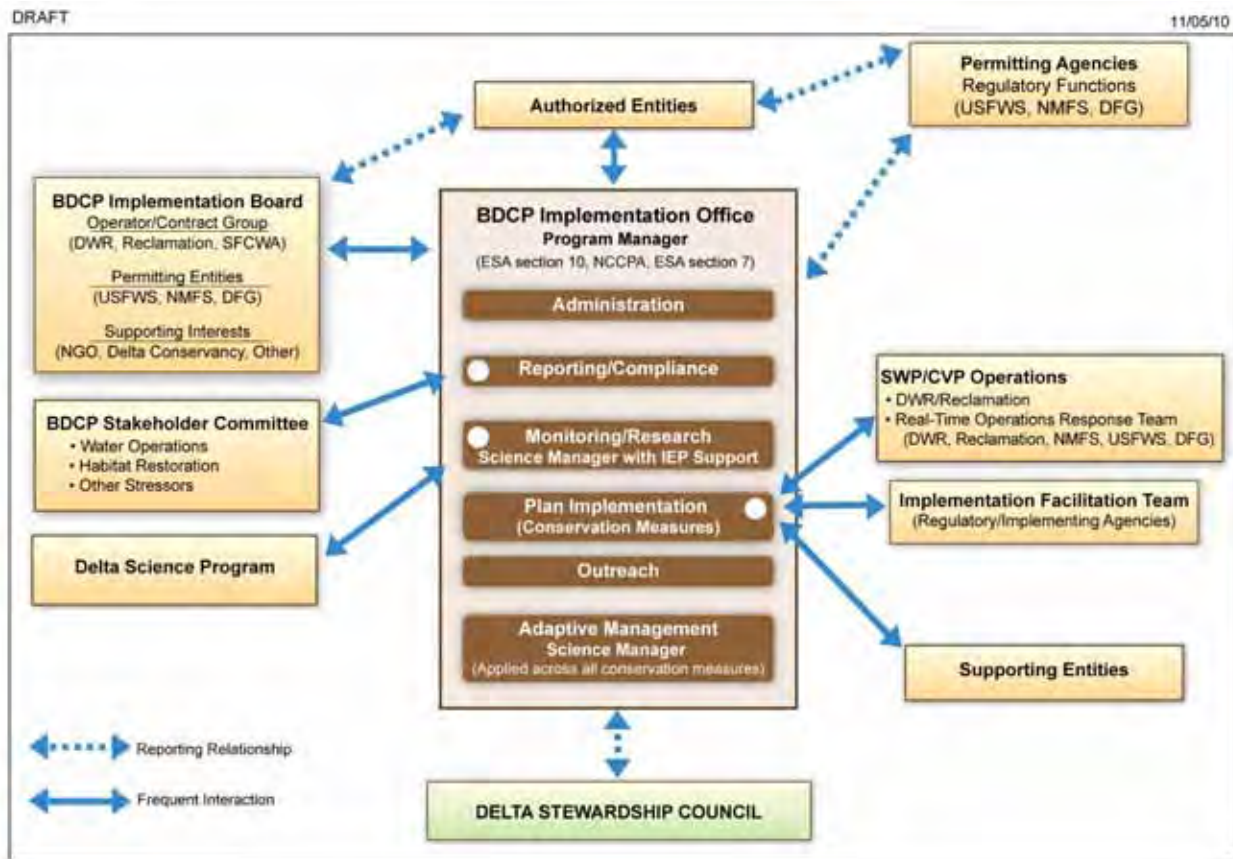 DRAFT
11/05/10
Authorized Entities
Permitting Agencies
Regulatory Functions
(USFWS, NMFS, DFG)
BDCP Implementation Board
Operator/Contract Group
(DWR, Reclamation, SFCWA)
Permitting Entities
(USFWS, NMFS, DFG)
Supporting Interests
(NGO, Delta Conservancy, Other)
BDCP Stakeholder Committee
• Water Operations
• Habitat Restoration
• Other Stressors
Delta Science Program
BDCP Implementation Office
Program Manager
(ESA section 10, NCCPA, ESA section 7)
Administration
Reporting/Compliance
Monitoring/Research
Science Manager with IEP Support
Plan Implementation
(Conservation Measures)
Outreach
Adaptive Management
Science Manager
(Applied across all conservation measures)
SWP/CVP Operations
• DWR/Reclamation
• Real-Time Operations Response Team
(DWR, Reclamation, NMFS, USFWS. DFG)
Implementation Facilitation Team
(Regulatory/Implementing Agencies)
Supporting Entities
Reporting Relationship
Frequent Interaction
DELTA STEWARDSHIP COUNCIL